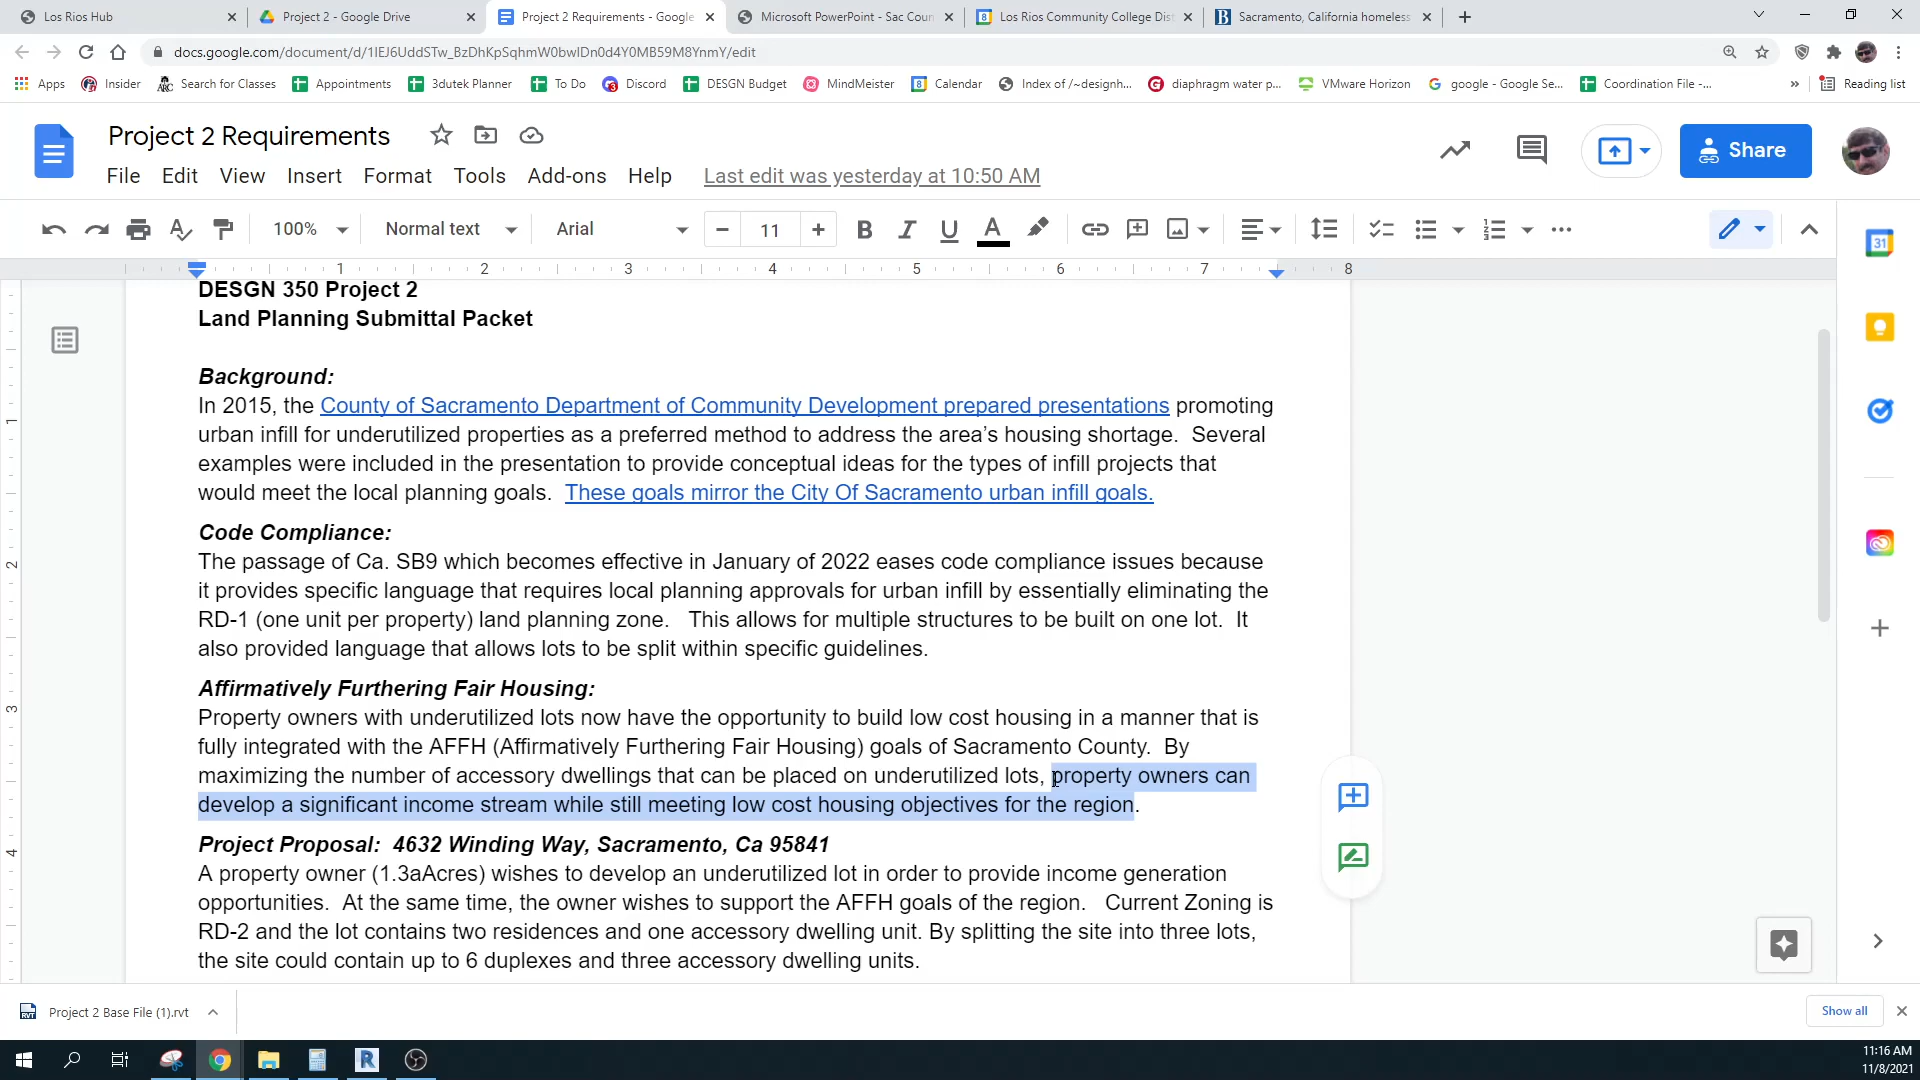 Los Rios Hub
Project 2 - Google Drive
Project 2 Requirements - Google
Microsoft PowerPoint - Sac Coun
Los Rios Community College Dist
Sacramento, California homeless
docs.google.com/document/d/1lEJ6UddSTw_BzDhKpSqhmW0bwIDn0d4Y0MB59M8YnmY/edit
Apps
Insider
Search for Classes
Appointments
3dutek Planner
To Do
Discord
DESGN Budget
MindMeister
Calendar
Index of /~designh...
diaphragm water p...
VMware Horizon
google - Google Se...
Coordination File -...
»
Reading list
Project 2 Requirements
File Edit View Insert Format Tools Add-ons Help Last edit was yesterday at 10:50 AM
Share
100% Normal text Arial 11 B I U A
1 2 3 4 5 6 7 8
31
DESGN 350 Project 2
Land Planning Submittal Packet
Background:
In 2015, the County of Sacramento Department of Community Development prepared presentations promoting
urban infill for underutilized properties as a preferred method to address the area's housing shortage.  Several
examples were included in the presentation to provide conceptual ideas for the types of infill projects that
would meet the local planning goals.  These goals mirror the City Of Sacramento urban infill goals.
Code Compliance:
The passage of Ca. SB9 which becomes effective in January of 2022 eases code compliance issues because
it provides specific language that requires local planning approvals for urban infill by essentially eliminating the
RD-1 (one unit per property) land planning zone.   This allows for multiple structures to be built on one lot.  It
also provided language that allows lots to be split within specific guidelines.
Affirmatively Furthering Fair Housing:
Property owners with underutilized lots now have the opportunity to build low cost housing in a manner that is
fully integrated with the AFFH (Affirmatively Furthering Fair Housing) goals of Sacramento County.  By
maximizing the number of accessory dwellings that can be placed on underutilized lots, property owners can
develop a significant income stream while still meeting low cost housing objectives for the region.
Project Proposal:  4632 Winding Way, Sacramento, Ca 95841
A property owner (1.3aAcres) wishes to develop an underutilized lot in order to provide income generation
opportunities.  At the same time, the owner wishes to support the AFFH goals of the region.   Current Zoning is
RD-2 and the lot contains two residences and one accessory dwelling unit. By splitting the site into three lots,
the site could contain up to 6 duplexes and three accessory dwelling units.
1
2
3
4
Project 2 Base File (1).rvt
Show all
11:16 AM
11/8/2021